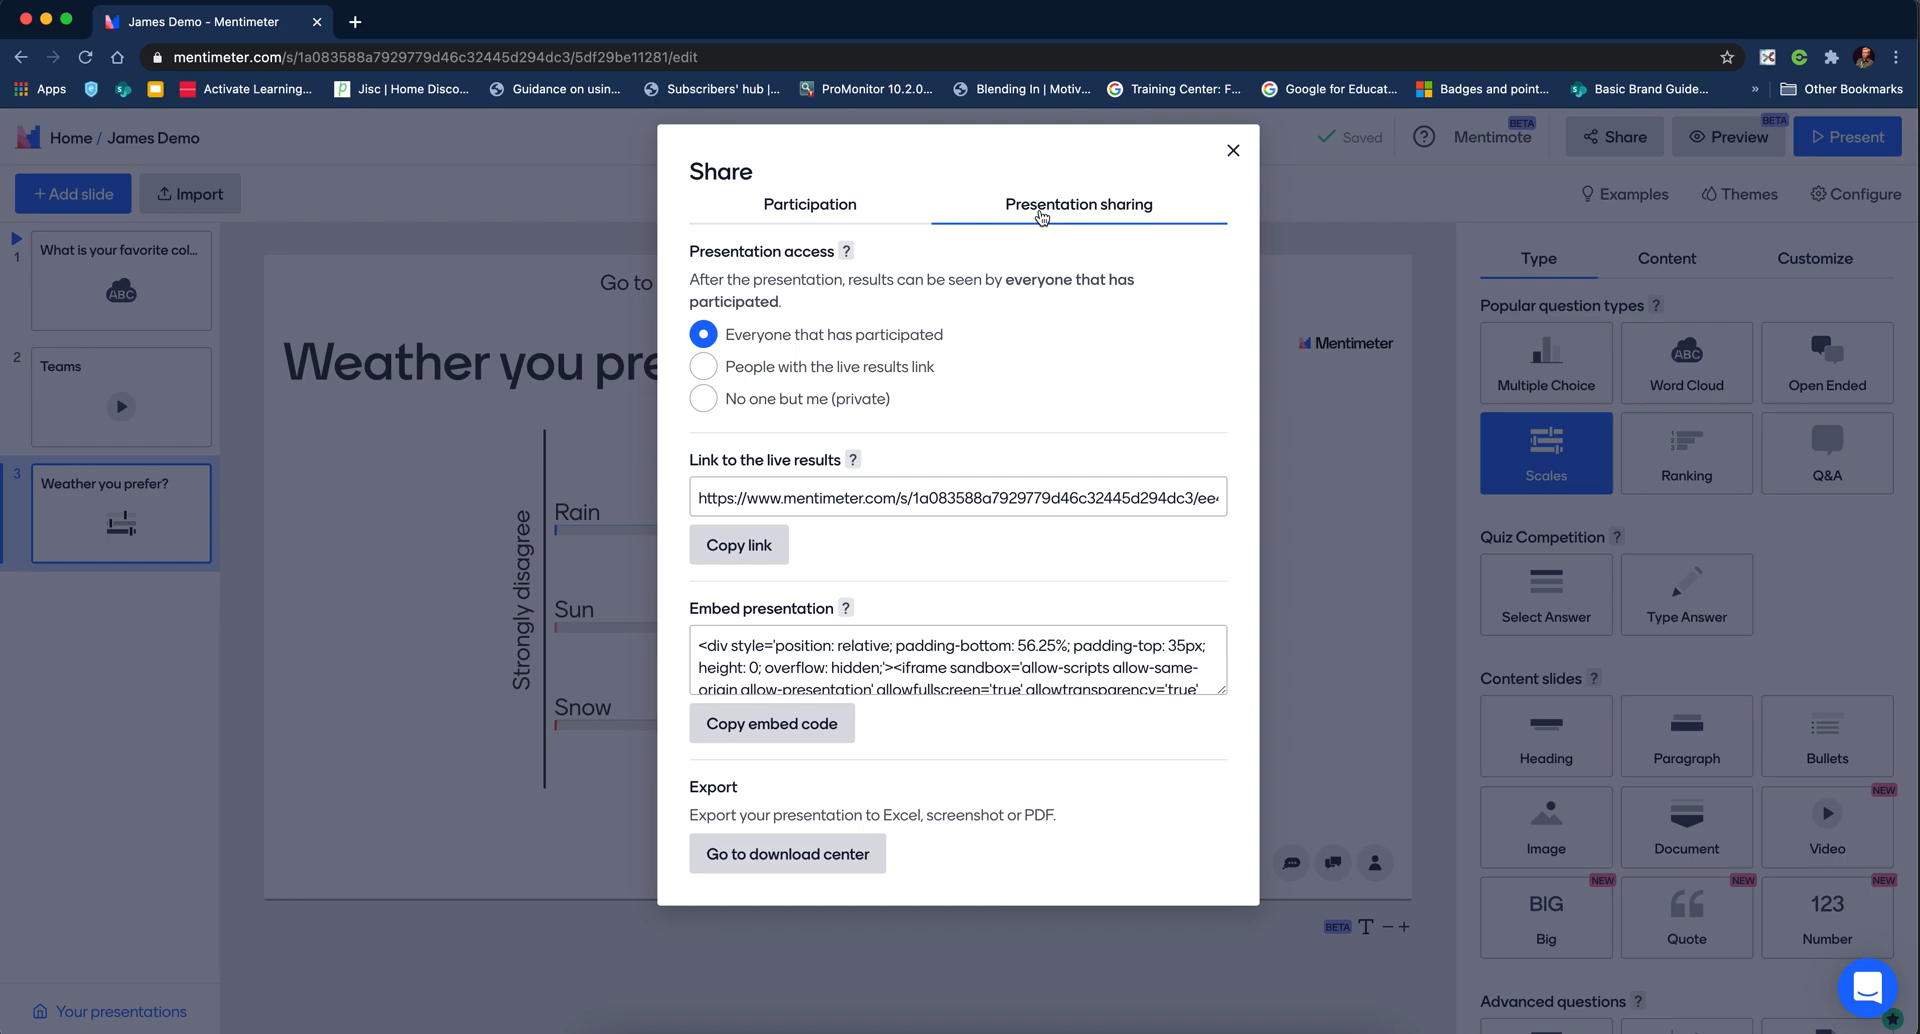 James Demo - Mentimeter
mentimeter.com/s/1a083588a7929779d46c32445d294dc3/5df29be11281/edit
Apps
Activate Learning...
Jisc | Home Disco...
Guidance on usin...
Subscribers' hub |...
ProMonitor 10.2.0...
Blending In | Motiv...
Training Center: F...
Google for Educat...
Badges and point...
Basic Brand Guide...
»
Other Bookmarks
Home / James Demo
Saved
Mentimote
BETA
Share
Preview
BETA
Present
+ Add slide
Import
Examples
Themes
Configure
1
What is your favorite col...
ABC
2
Teams
3
Weather you prefer?
Your presentations
Go to
Weather you pre
Mentimeter
Strongly disagree
Rain
Sun
Snow
BETA T - +
Share
Participation
Presentation sharing
Presentation access ?
After the presentation, results can be seen by everyone that has
participated.
Everyone that has participated
People with the live results link
No one but me (private)
Link to the live results ?
https://www.mentimeter.com/s/1a083588a7929779d46c32445d294dc3/ee
Copy link
Embed presentation ?
<div style='position: relative; padding-bottom: 56.25%; padding-top: 35px;
height: 0; overflow: hidden;'><iframe sandbox='allow-scripts allow-same-
origin allow-presentation' allowfullscreen='true' allowtransparency='true'
Copy embed code
Export
Export your presentation to Excel, screenshot or PDF.
Go to download center
Type
Content
Customize
Popular question types ?
Multiple Choice
ABC
Word Cloud
Open Ended
Scales
Ranking
Q&A
Quiz Competition ?
Select Answer
Type Answer
Content slides ?
Heading
Paragraph
Bullets
Image
Document
NEW
Video
NEW
BIG
Big
NEW
Quote
NEW
123
Number
Advanced questions ?